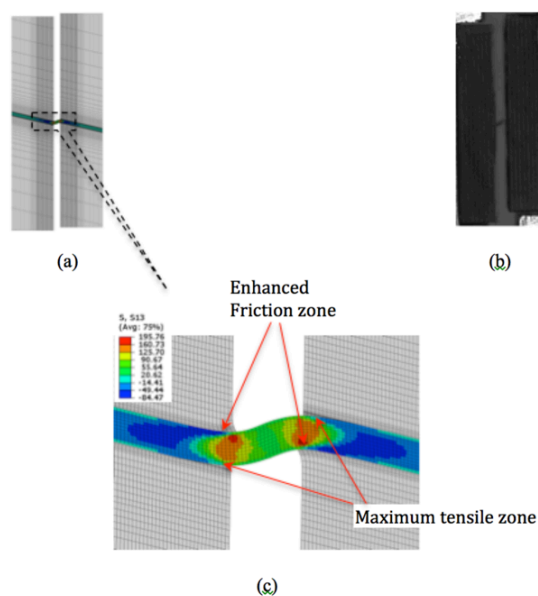 (a)
(b)
Enhanced
Friction zone
S, S13
(Avg: 75%)
195.76
160.73
125.70
90.67
55.64
20.62
-14.41
-49.44
-84.47
Maximum tensile zone
(c)